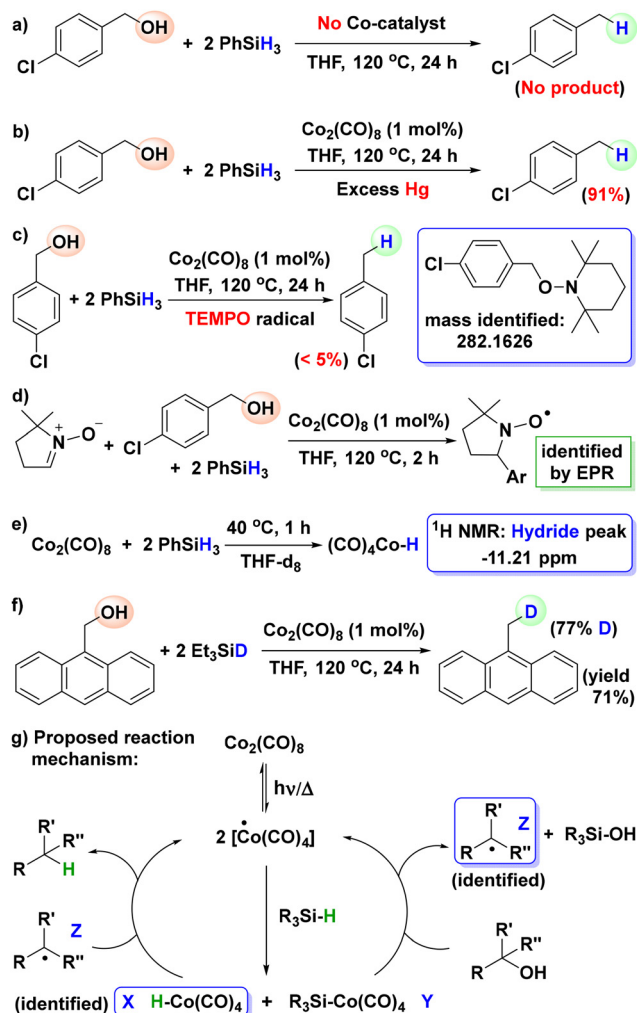 a)
OH
Cl
+ 2 PhSiH₃
No Co-catalyst
THF, 120 °C, 24 h
H
Cl
(No product)
b)
OH
Cl
+ 2 PhSiH₃
Co₂(CO)₈ (1 mol%)
THF, 120 °C, 24 h
Excess Hg
H
Cl
(91%)
c)
OH
Cl
+ 2 PhSiH₃
Co₂(CO)₈ (1 mol%)
THF, 120 °C, 24 h
TEMPO radical
H
Cl
(< 5%)
Cl
O
N
mass identified:
282.1626
d)
N⁺
O⁻
+
Cl
OH
+ 2 PhSiH₃
Co₂(CO)₈ (1 mol%)
THF, 120 °C, 2 h
N
O•
Ar
identified
by EPR
e)
Co₂(CO)₈ + 2 PhSiH₃
40 °C, 1 h
THF-d₈
(CO)₄Co-H
¹H NMR: Hydride peak
-11.21 ppm
f)
OH
+ 2 Et₃SiD
Co₂(CO)₈ (1 mol%)
THF, 120 °C, 24 h
D
(77% D)
(yield
71%)
g) Proposed reaction
mechanism:
Co₂(CO)₈
hν/Δ
2 [•Co(CO)₄]
R'
R''
R
H
R'
Z
R
•
R''
(identified)
R₃Si-H
R'
Z
R
•
R''
(identified)
+ R₃Si-OH
R'
R''
R
OH
X H-Co(CO)₄ + R₃Si-Co(CO)₄ Y